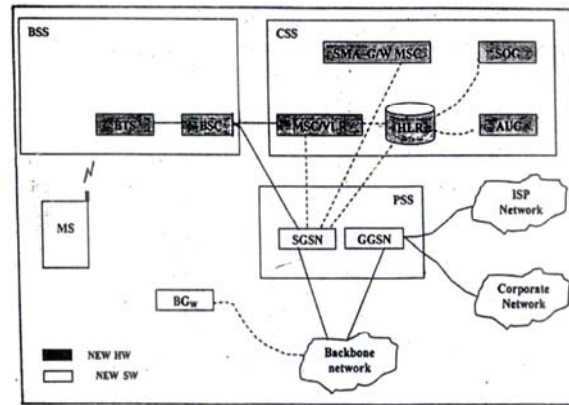 BSS
CSS
SMA-G/W MSC
SOG
BTS
BSC
MSC/VLR
HLR
AUC
PSS
ISP
Network
MS
SGSN
GGSN
Corporate
Network
BGw
Backbone
network
NEW HW
NEW SW